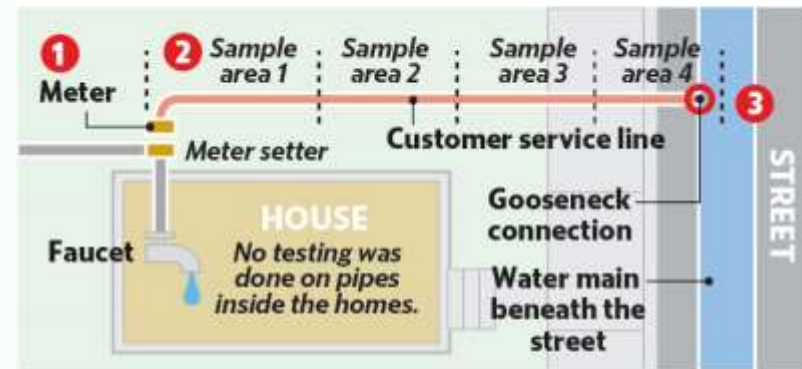 1
Meter
2
Sample
area 1
Sample
area 2
Sample
area 3
Sample
area 4
3
Customer service line
Meter setter
STREET
HOUSE
No testing was
done on pipes
inside the homes.
Faucet
Gooseneck
connection
Water main
beneath the
street